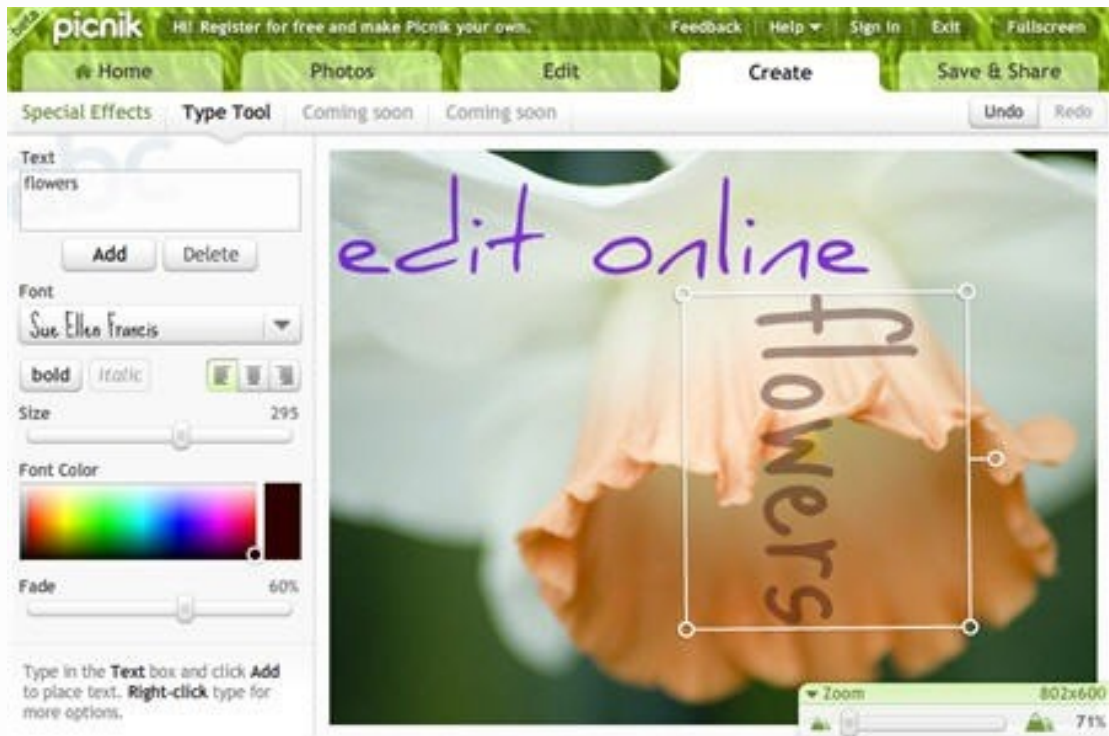 picnik Hi! Register for free and make Picnik your own. Feedback Help Sign In Exit Fullscreen
Home Photos Edit Create Save & Share
Special Effects Type Tool Coming soon Coming soon Undo Redo
abc
Text
flowers
Add Delete
Font
Sue Ellen Francis
bold Italic
Size 295
Font Color
Fade 60%
Type in the Text box and click Add
to place text. Right-click type for
more options.
edit online
flowers
Zoom 802x600
71%